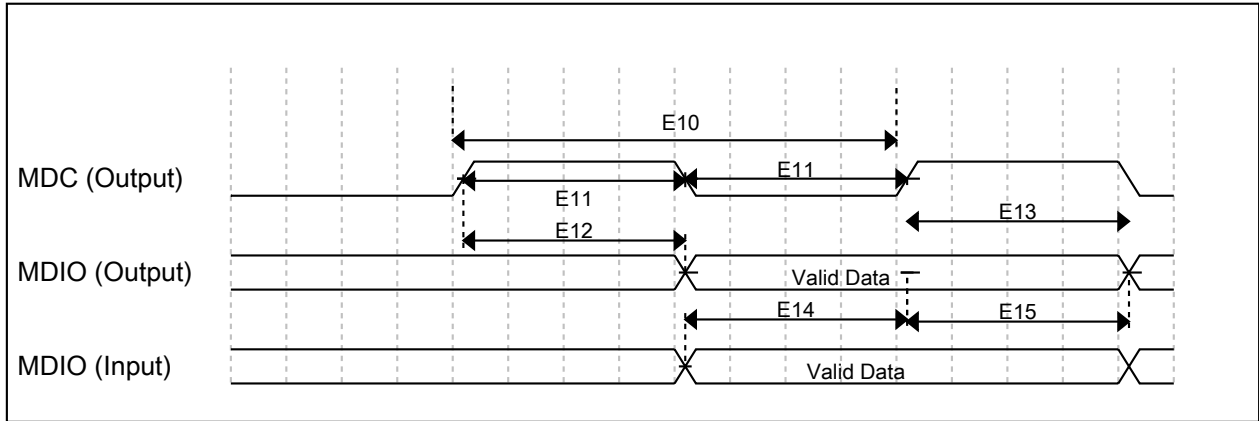 E10
MDC (Output)
E11
E11
E13
E12
MDIO (Output)
Valid Data
E14
E15
MDIO (Input)
Valid Data